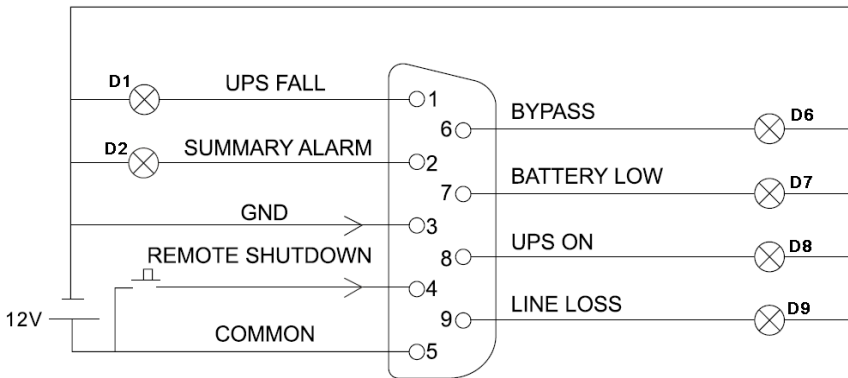 D1 UPS FALL 1
6 BYPASS D6
D2 SUMMARY ALARM 2
7 BATTERY LOW D7
GND 3
8 UPS ON D8
REMOTE SHUTDOWN 4
9 LINE LOSS D9
12V
COMMON 5